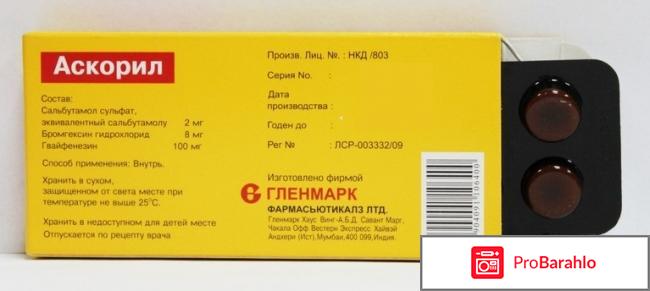 Аскорил
Состав:
Сальбутамол сульфат,
эквивалентный сальбутамолу 2 мг
Бромгексин гидрохлорид 8 мг
Гвайфенезин 100 мг
Способ применения: Внутрь.
Хранить в сухом,
защищенном от света месте при
температуре не выше 25°С.
Хранить в недоступном для детей месте
Отпускается по рецепту врача
Произв. Лиц. №. : НКД /803
Серия No. :
Дата
производства :
Годен до :
Рег № : ЛСР-003332/09
Изготовлено фирмой
ГЛЕНМАРК
ФАРМАСЬЮТИКАЛЗ ЛТД.
Гленмарк Хаус Винг-А,Б.Д. Савант Марг,
Чакала Офф Вестерн Экспресс Хайвэй
Андхери (Ист),Мумбаи,400 099,Индия.
ProBarahlo